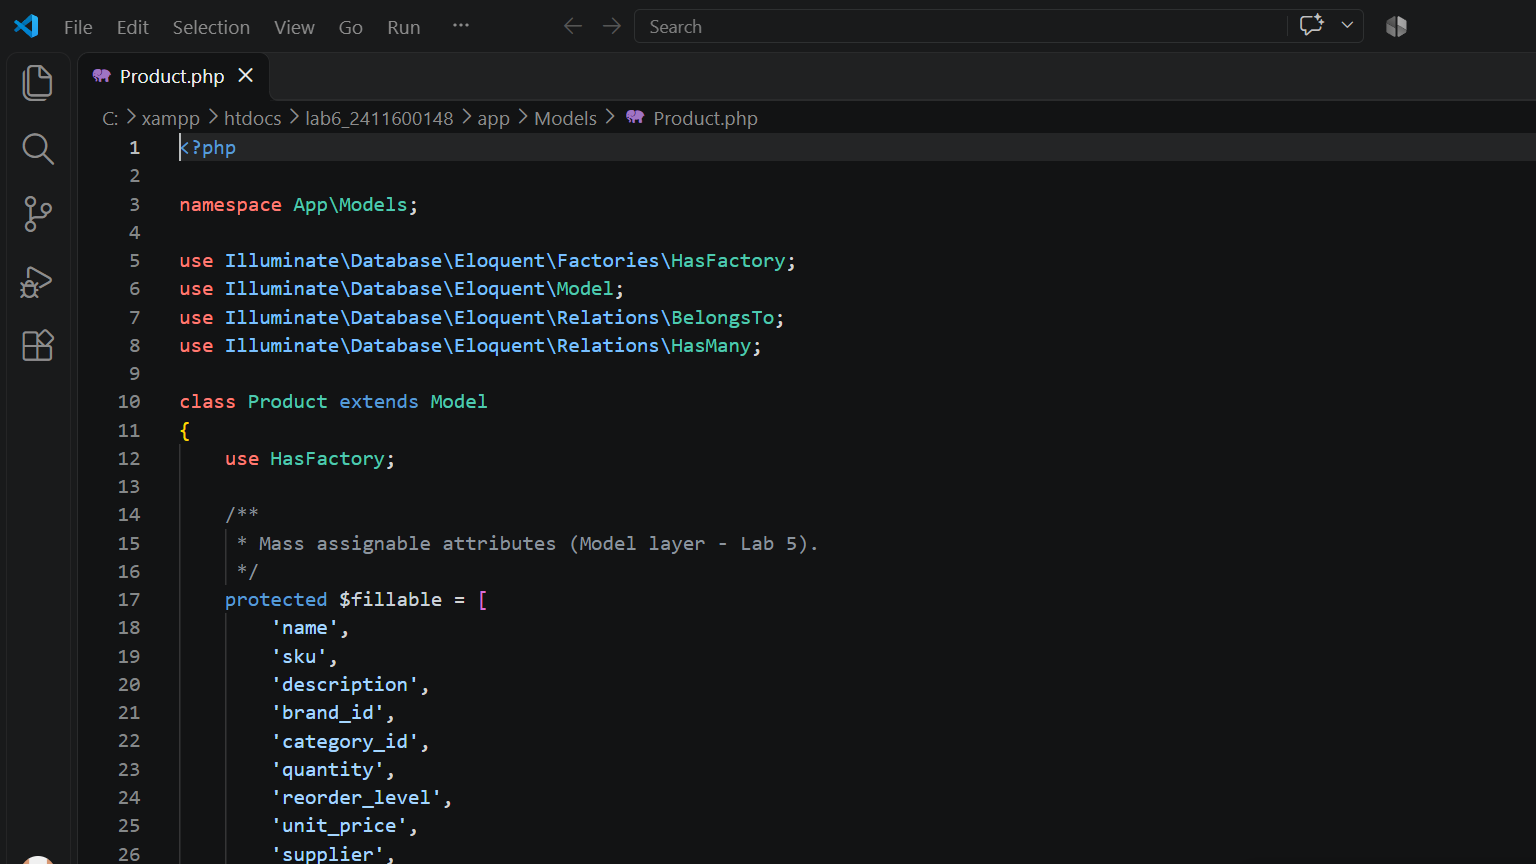 File Edit Selection View Go Run ···
Search
Product.php
C: > xampp > htdocs > lab6_2411600148 > app > Models > Product.php
1 <?php
2
3 namespace App\Models;
4
5 use Illuminate\Database\Eloquent\Factories\HasFactory;
6 use Illuminate\Database\Eloquent\Model;
7 use Illuminate\Database\Eloquent\Relations\BelongsTo;
8 use Illuminate\Database\Eloquent\Relations\HasMany;
9
10 class Product extends Model
11 {
12     use HasFactory;
13
14     /**
15      * Mass assignable attributes (Model layer - Lab 5).
16      */
17     protected $fillable = [
18         'name',
19         'sku',
20         'description',
21         'brand_id',
22         'category_id',
23         'quantity',
24         'reorder_level',
25         'unit_price',
26         'supplier',